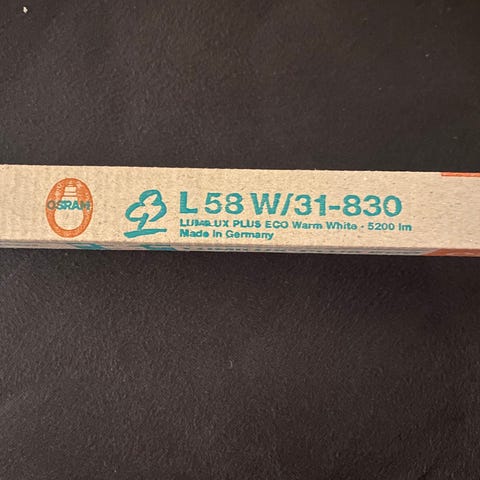 OSRAM
L 58 W/31-830
LUMILUX PLUS ECO Warm White · 5200 lm
Made in Germany